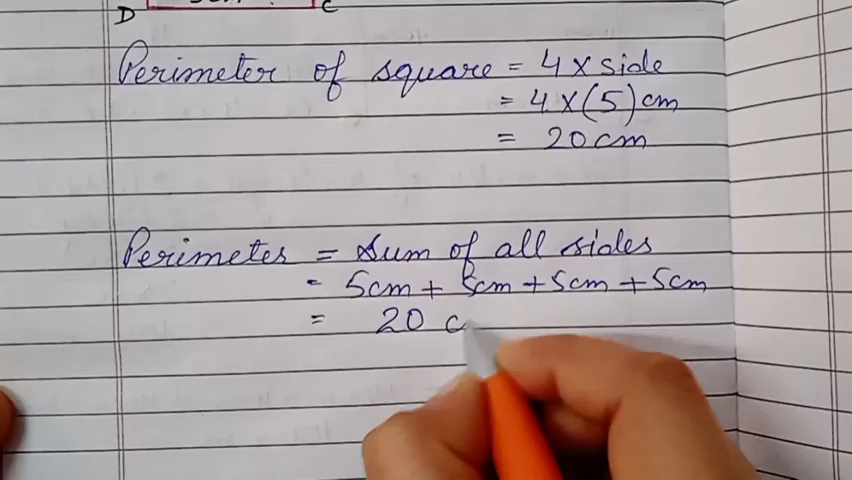 D C
Perimeter of square = 4 × side
= 4 × (5) cm
= 20 cm
Perimeter = Sum of all sides
= 5cm + 5cm + 5cm + 5cm
= 20 c